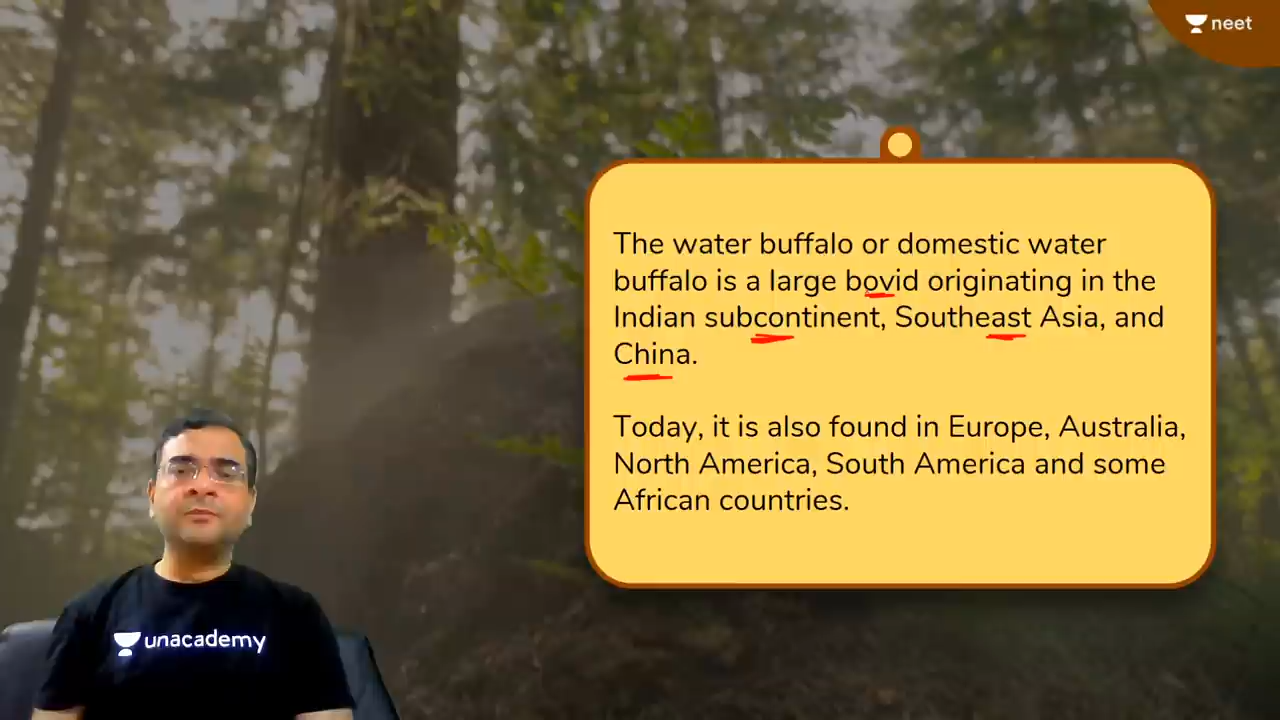 neet
The water buffalo or domestic water
buffalo is a large bovid originating in the
Indian subcontinent, Southeast Asia, and
China.
Today, it is also found in Europe, Australia,
North America, South America and some
African countries.
unacademy